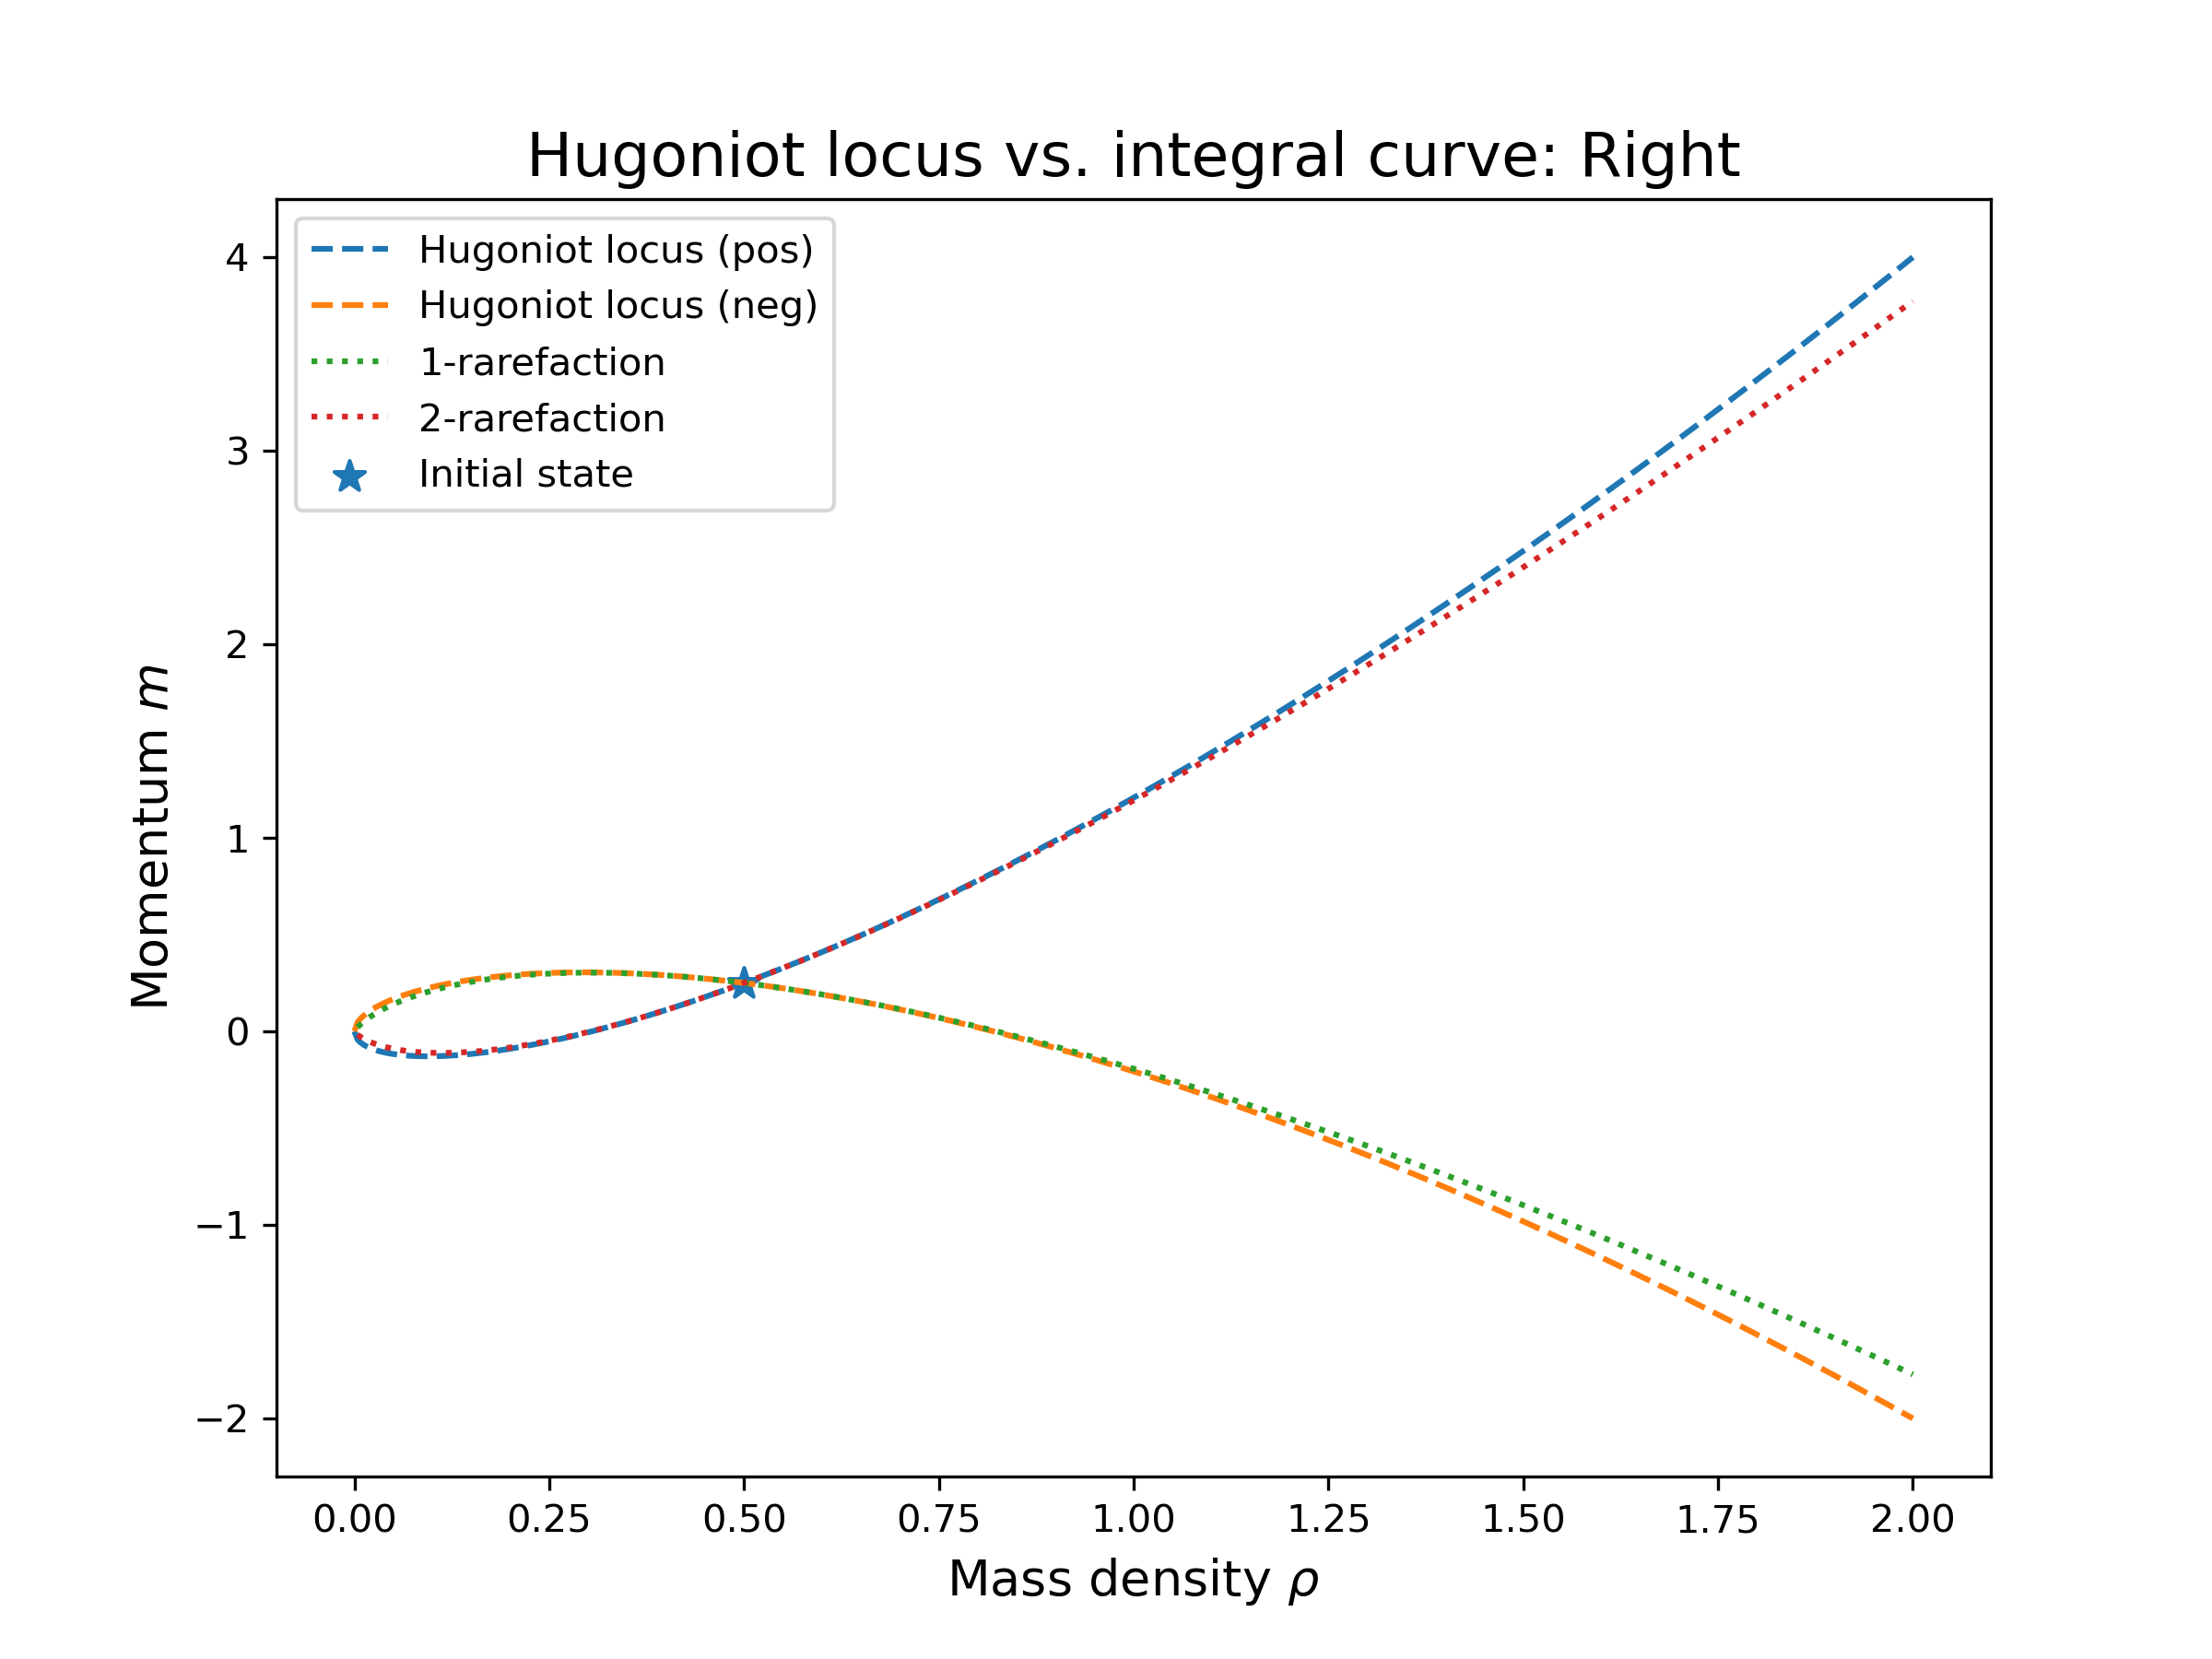 Hugoniot locus vs. integral curve: Right
Hugoniot locus (pos)
Hugoniot locus (neg)
1-rarefaction
2-rarefaction
Initial state
Momentum m
4
3
2
1
0
−1
−2
0.00 0.25 0.50 0.75 1.00 1.25 1.50 1.75 2.00
Mass density ρ